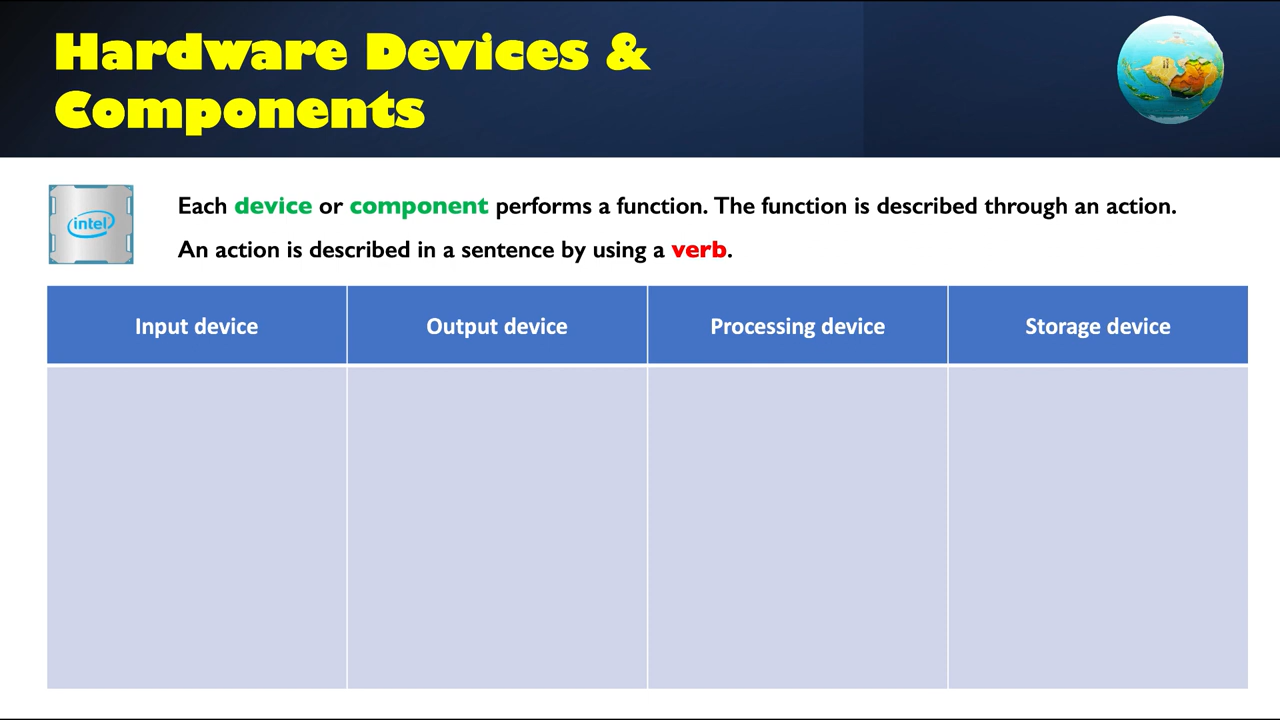 Hardware Devices &
Components
intel
Each device or component performs a function. The function is described through an action.
An action is described in a sentence by using a verb.
Input device
Output device
Processing device
Storage device